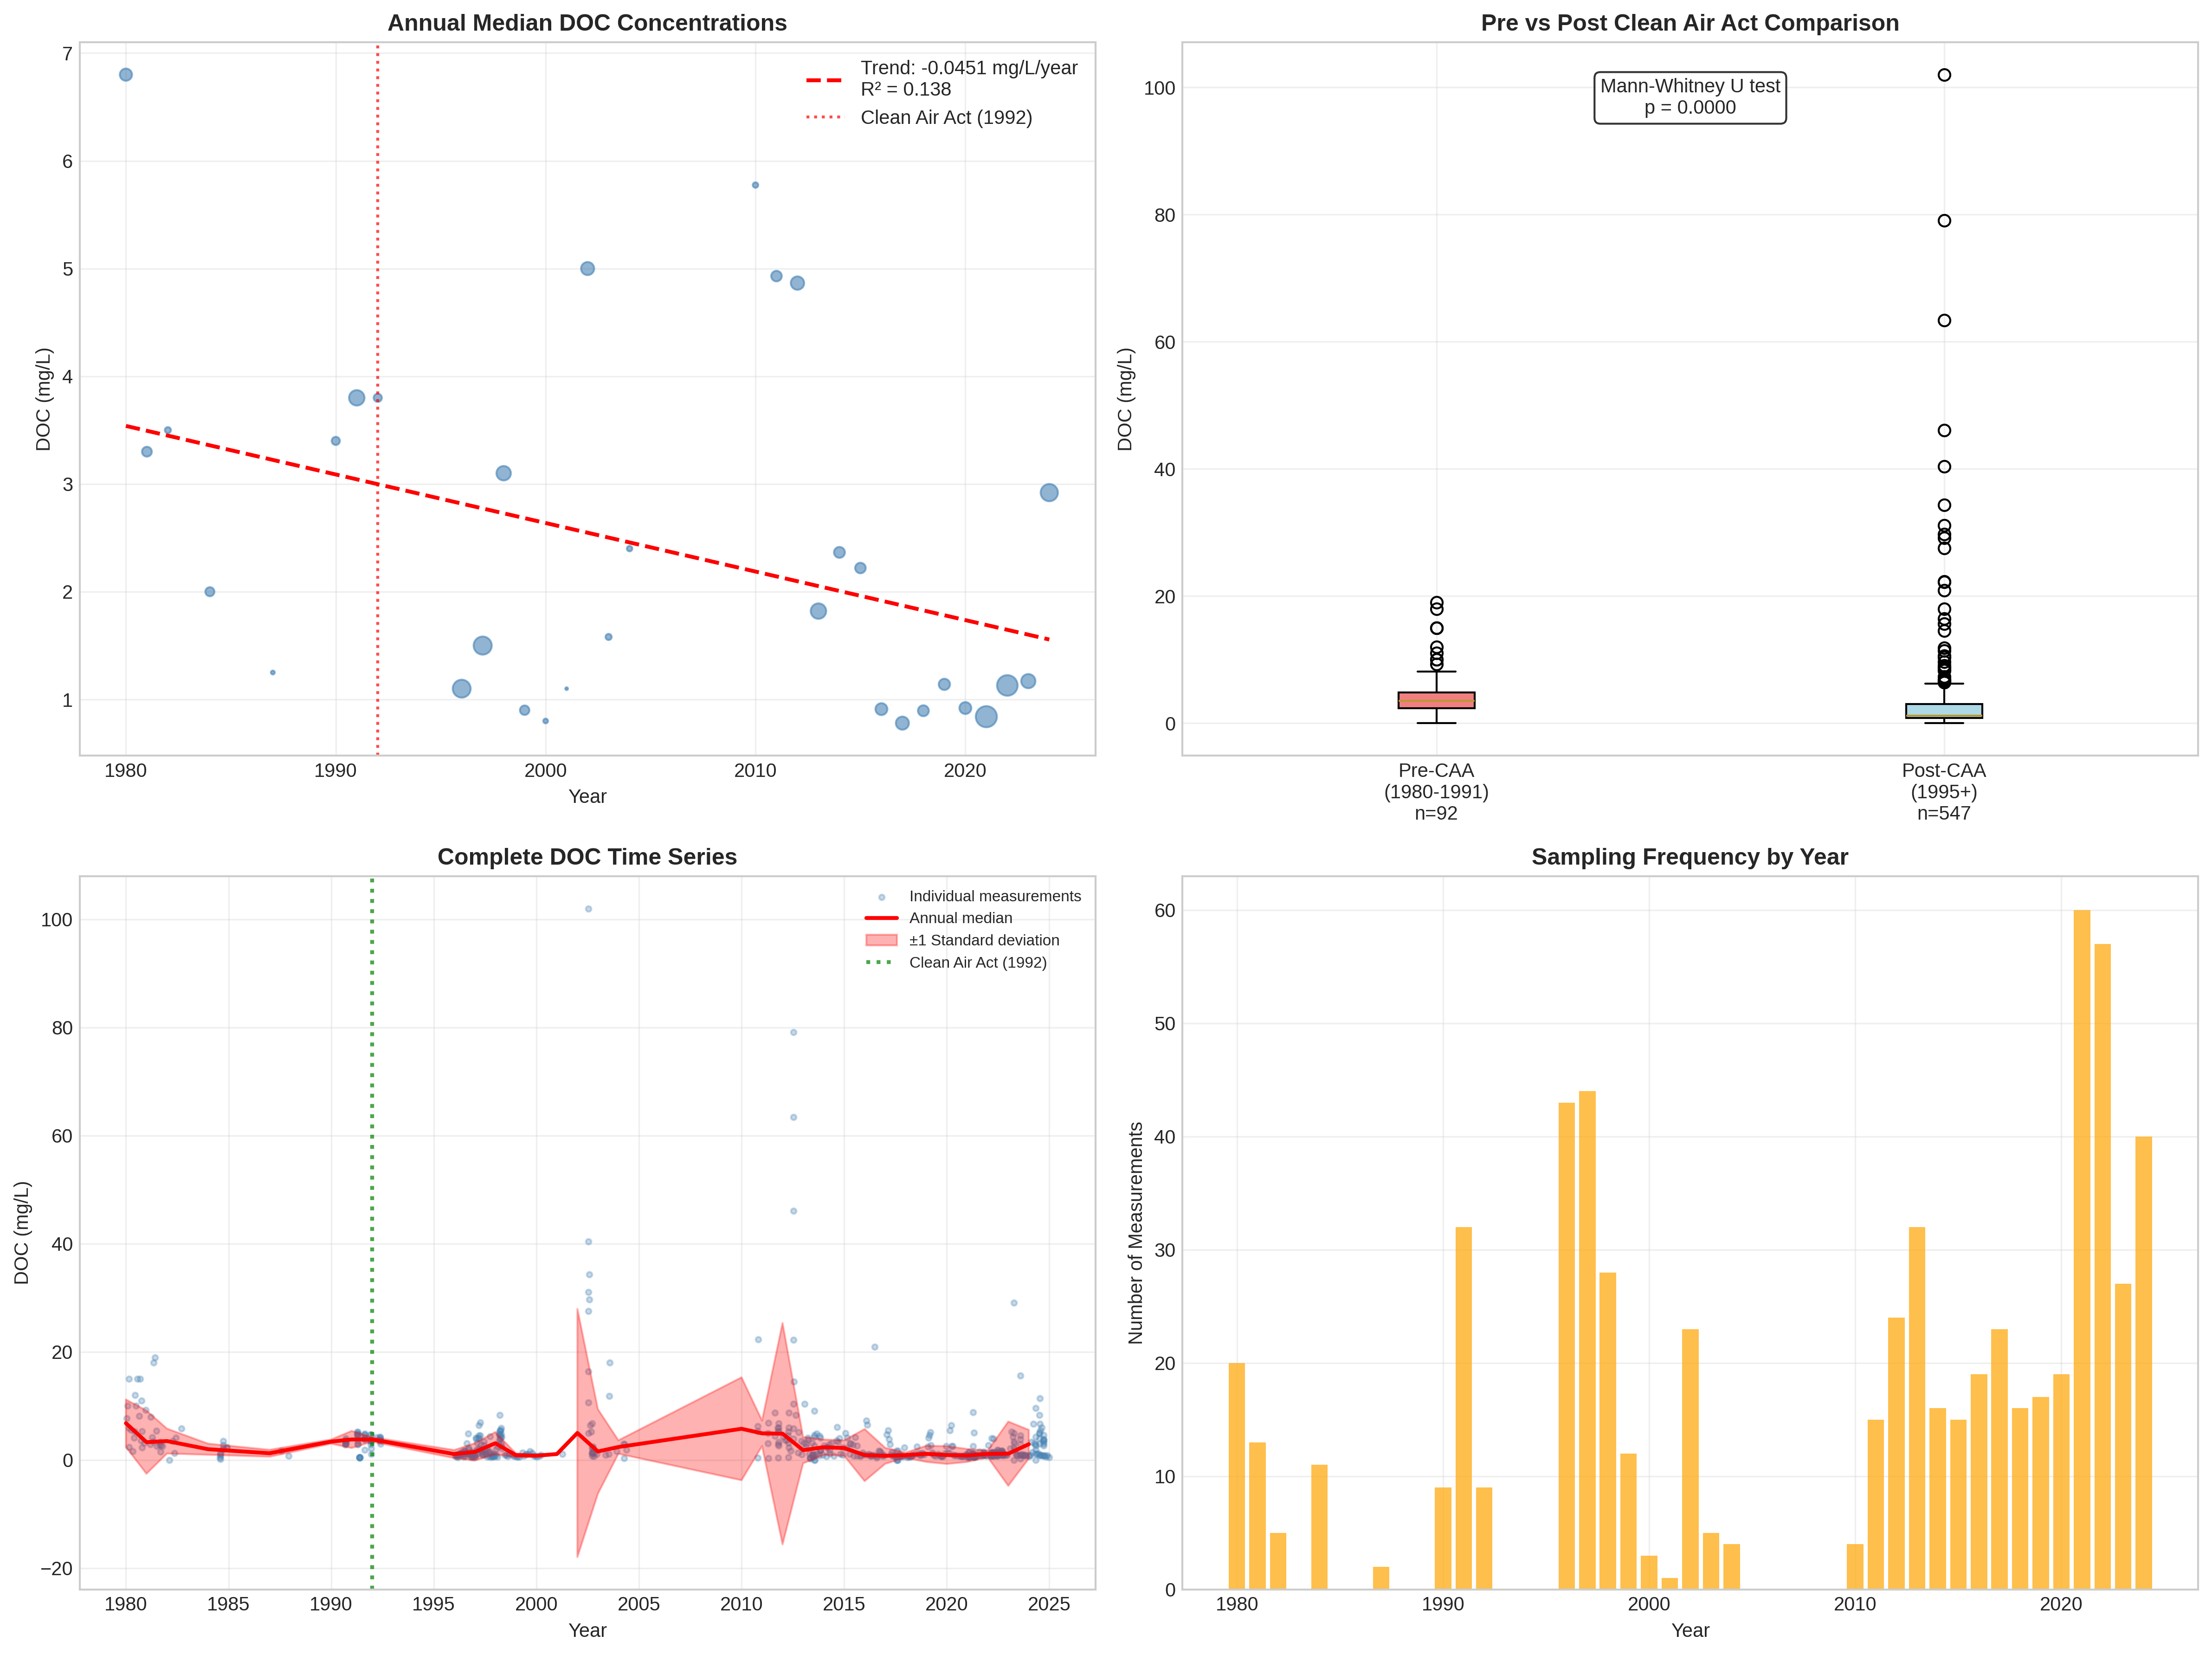 Annual Median DOC Concentrations
7
6
5
4
3
2
1
DOC (mg/L)
Trend: -0.0451 mg/L/year
R² = 0.138
Clean Air Act (1992)
1980
1990
2000
2010
2020
Year
Pre vs Post Clean Air Act Comparison
100
80
60
40
20
0
DOC (mg/L)
Mann-Whitney U test
p = 0.0000
Pre-CAA
(1980-1991)
n=92
Post-CAA
(1995+)
n=547
Complete DOC Time Series
100
80
60
40
20
0
−20
DOC (mg/L)
Individual measurements
Annual median
±1 Standard deviation
Clean Air Act (1992)
1980
1985
1990
1995
2000
2005
2010
2015
2020
2025
Year
Sampling Frequency by Year
60
50
40
30
20
10
0
Number of Measurements
1980
1990
2000
2010
2020
Year